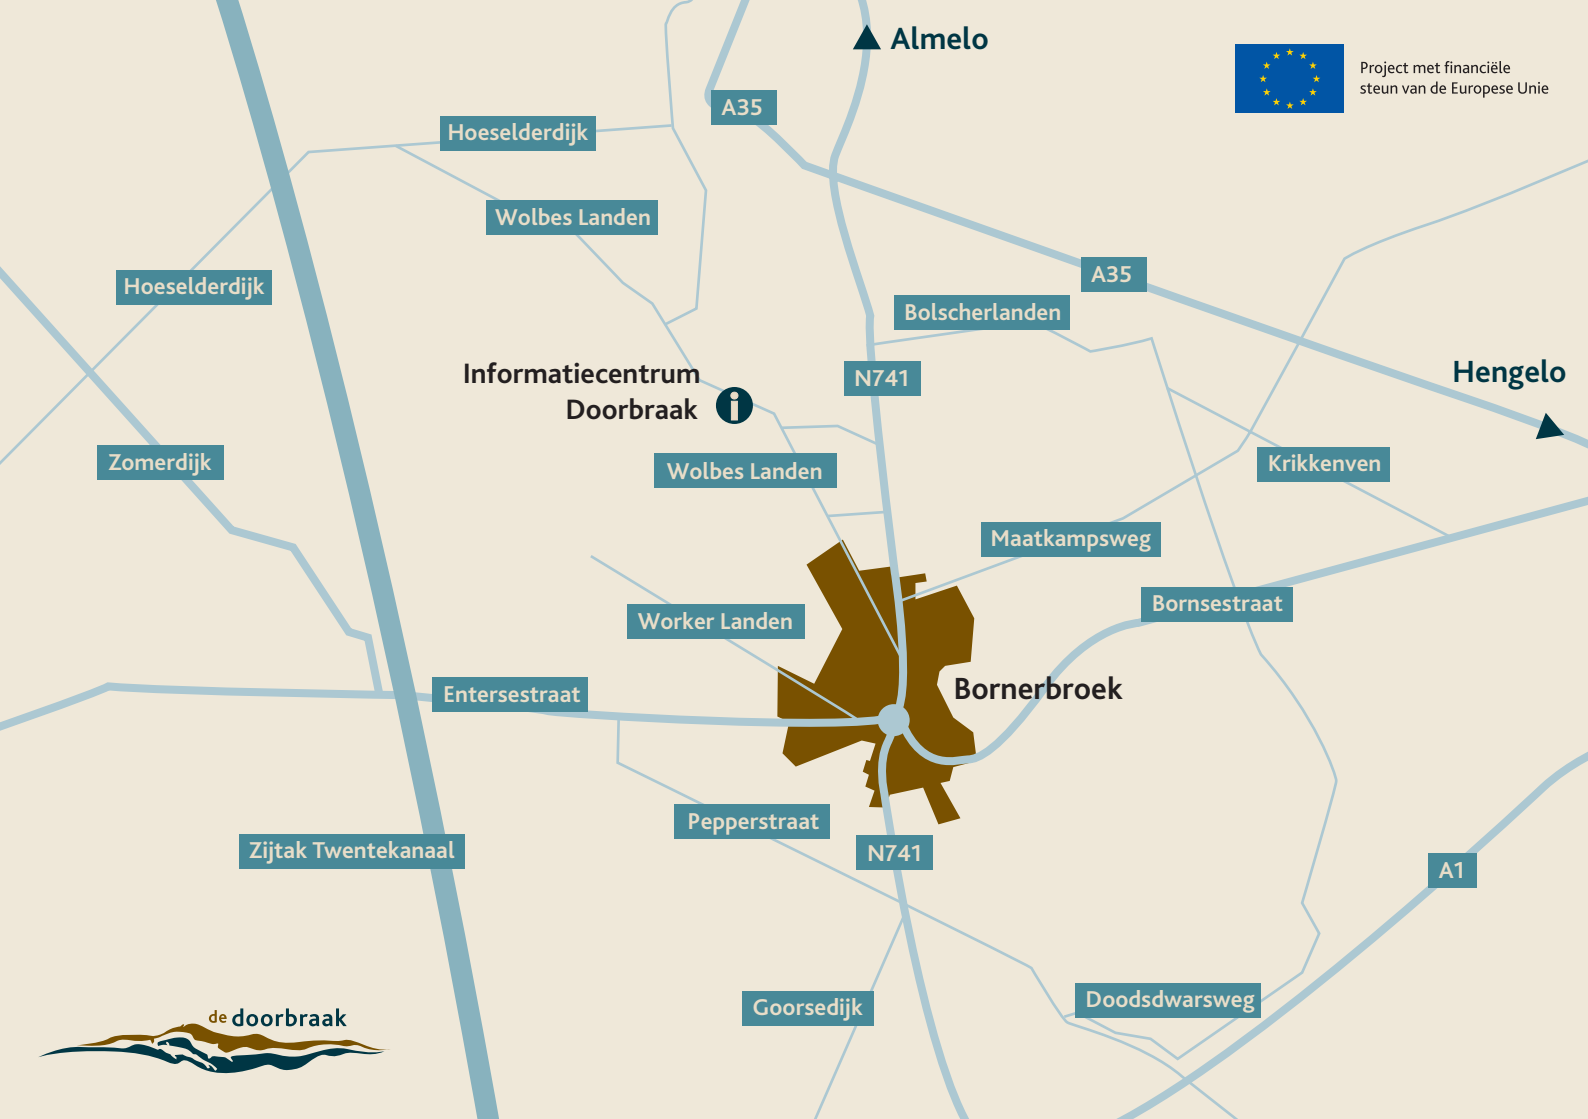 Almelo
Project met financiële
steun van de Europese Unie
A35
Hoeselderdijk
Wolbes Landen
A35
Hoeselderdijk
Bolscherlanden
Informatiecentrum
Doorbraak
N741
Hengelo
Zomerdijk
Wolbes Landen
Krikkenven
Maatkampsweg
Bornsestraat
Worker Landen
Entersestraat
Bornerbroek
Pepperstraat
Zijtak Twentekanaal
N741
A1
Goorsedijk
Doodsdwarsweg
de doorbraak